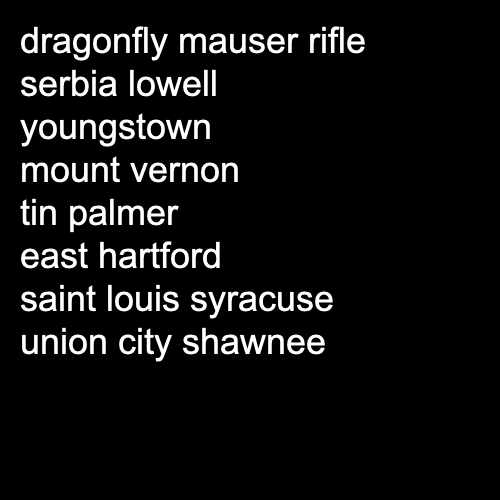 dragonfly mauser rifle
serbia lowell
youngstown
mount vernon
tin palmer
east hartford
saint louis syracuse
union city shawnee